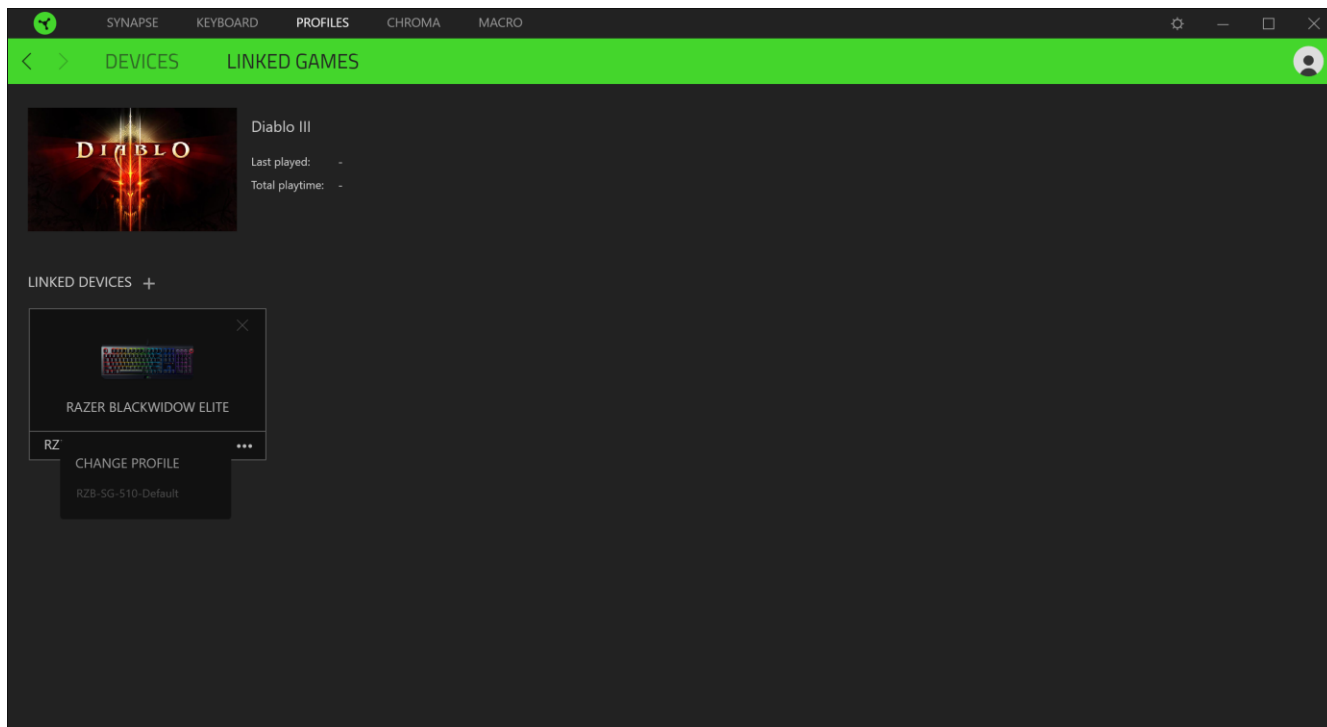 SYNAPSE KEYBOARD PROFILES CHROMA MACRO
DEVICES LINKED GAMES
DIABLO
Diablo III
Last played: -
Total playtime: -
LINKED DEVICES +
RAZER BLACKWIDOW ELITE
RZ
CHANGE PROFILE
RZB-SG-510-Default